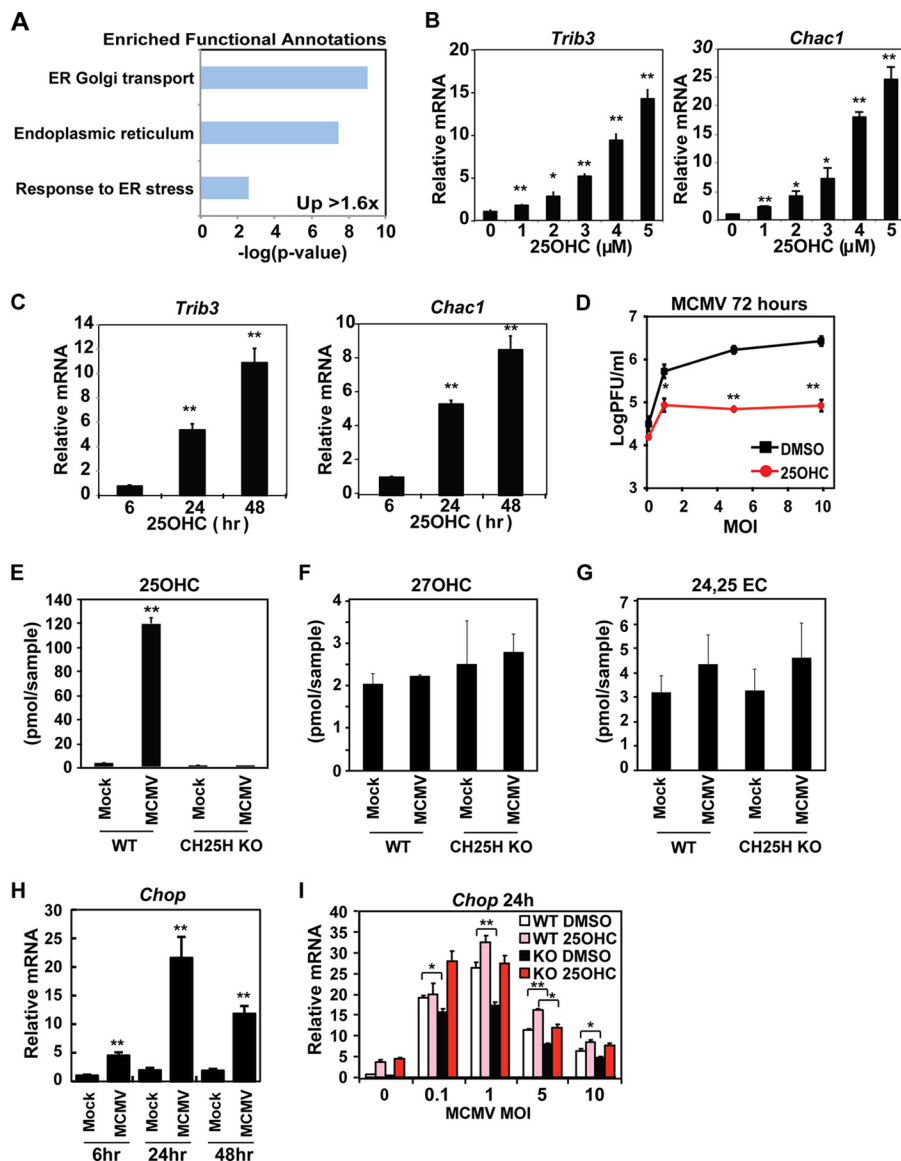 A
Enriched Functional Annotations
ER Golgi transport
Endoplasmic reticulum
Response to ER stress
Up >1.6x
0 2 4 6 8 10
-log(p-value)
B
Trib3
Relative mRNA
20
15
10
5
0
** * ** ** **
0 1 2 3 4 5
25OHC (µM)
Chac1
Relative mRNA
30
25
20
15
10
5
0
** * * ** **
0 1 2 3 4 5
25OHC (µM)
C
Trib3
Relative mRNA
14
12
10
8
6
4
2
0
** **
6 24 48
25OHC ( hr)
Chac1
Relative mRNA
10
8
6
4
2
0
** **
6 24 48
25OHC ( hr)
D
MCMV 72 hours
LogPFU/ml
7
6
5
4
3
* ** **
DMSO
25OHC
0 2 4 6 8 10
MOI
E
25OHC
(pmol/sample)
140
120
100
80
60
40
20
0
**
Mock MCMV Mock MCMV
WT CH25H KO
F
27OHC
(pmol/sample)
4
3
2
1
0
Mock MCMV Mock MCMV
WT CH25H KO
G
24,25 EC
(pmol/sample)
7
6
5
4
3
2
1
0
Mock MCMV Mock MCMV
WT CH25H KO
H
Chop
Relative mRNA
30
25
20
15
10
5
0
** ** **
Mock MCMV Mock MCMV Mock MCMV
6hr 24hr 48hr
I
Chop 24h
Relative mRNA
40
35
30
25
20
15
10
5
0
* ** ** * *
WT DMSO
WT 25OHC
KO DMSO
KO 25OHC
0 0.1 1 5 10
MCMV MOI